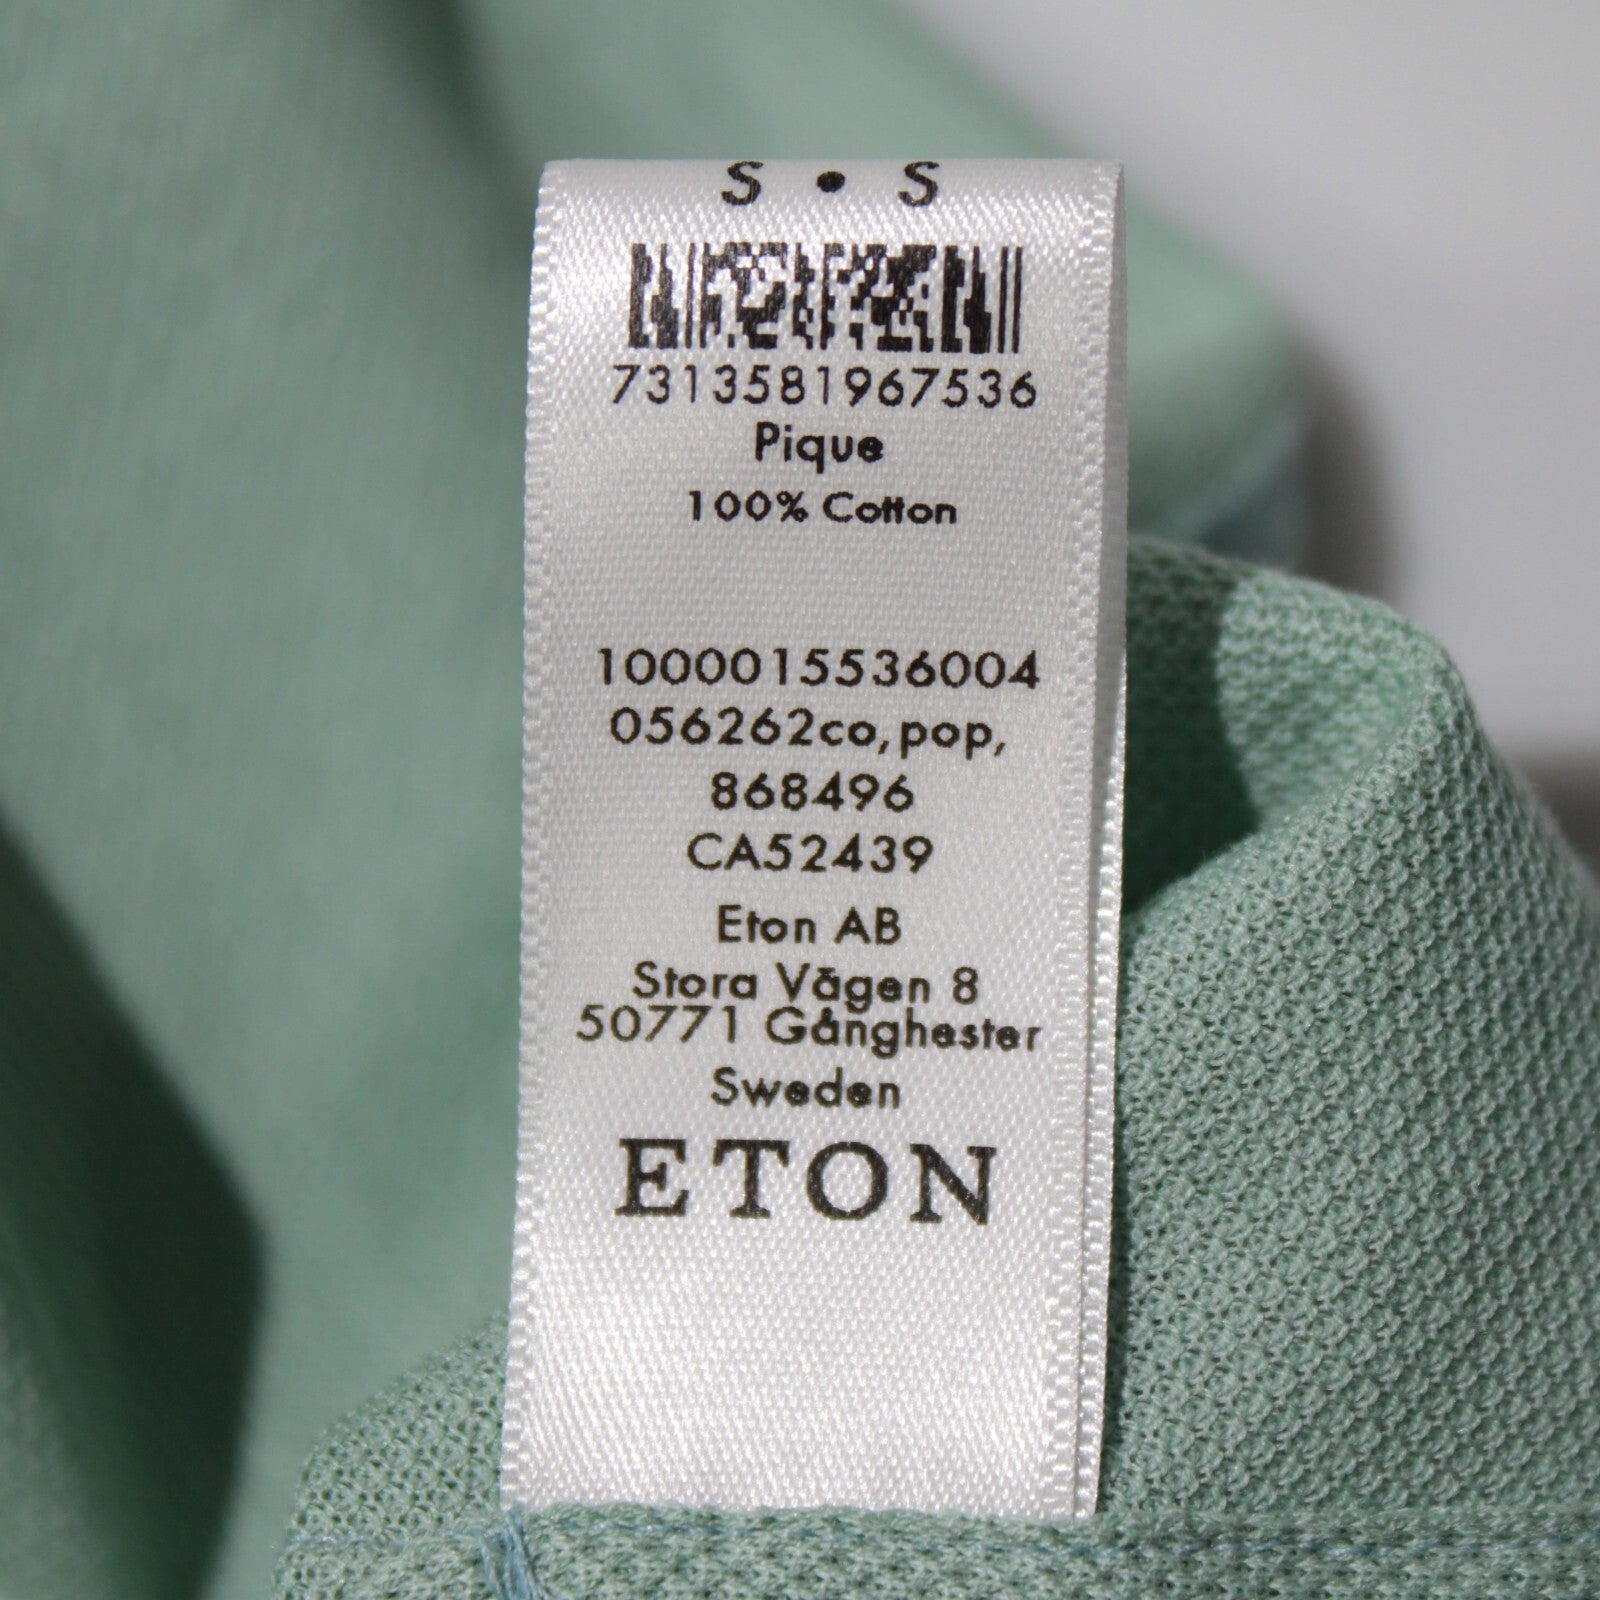 S • S
7313581967536
Pique
100% Cotton
1000015536004
056262co,pop,
868496
CA52439
Eton AB
Stora Vägen 8
50771 Gånghester
Sweden
ETON